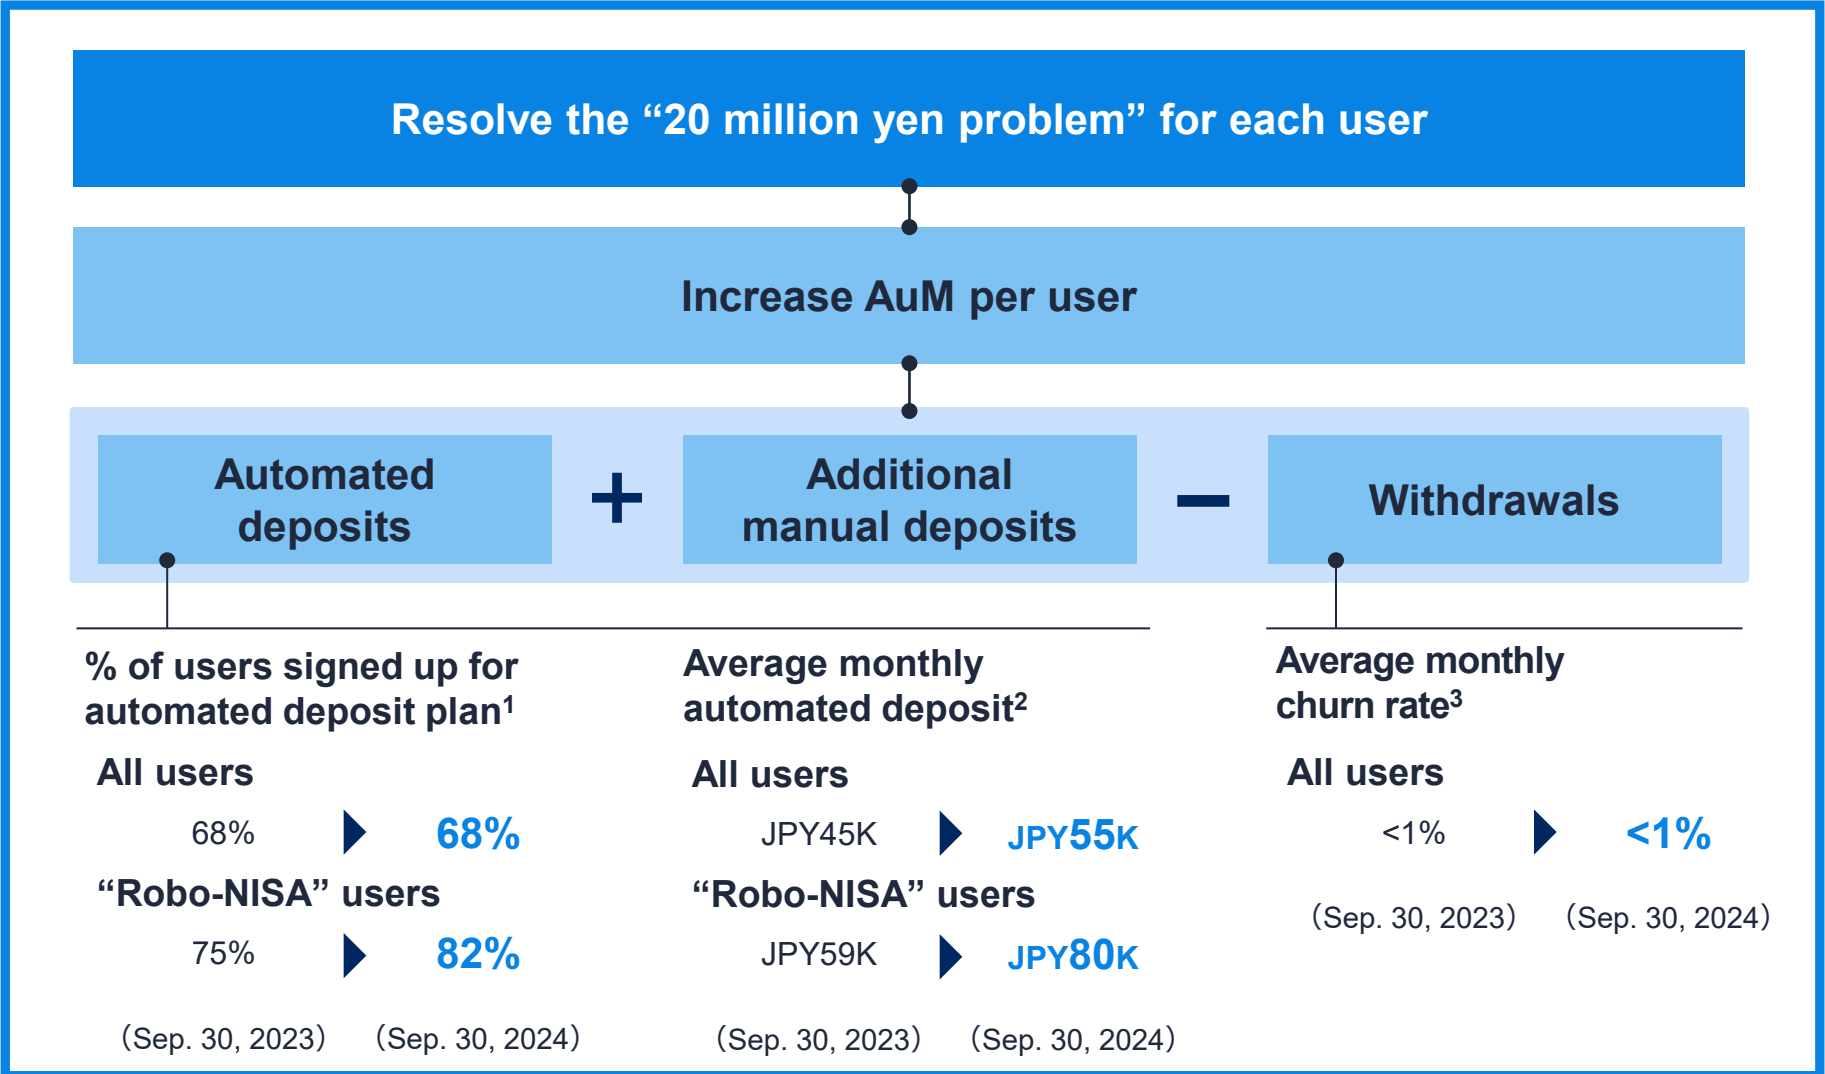 Resolve the “20 million yen problem” for each user
Increase AuM per user
Automated
deposits
+
Additional
manual deposits
−
Withdrawals
% of users signed up for
automated deposit plan¹
All users
68%
68%
“Robo-NISA” users
75%
82%
（Sep. 30, 2023）
（Sep. 30, 2024）
Average monthly
automated deposit²
All users
JPY45K
JPY55K
“Robo-NISA” users
JPY59K
JPY80K
（Sep. 30, 2023）
（Sep. 30, 2024）
Average monthly
churn rate³
All users
<1%
<1%
（Sep. 30, 2023）
（Sep. 30, 2024）